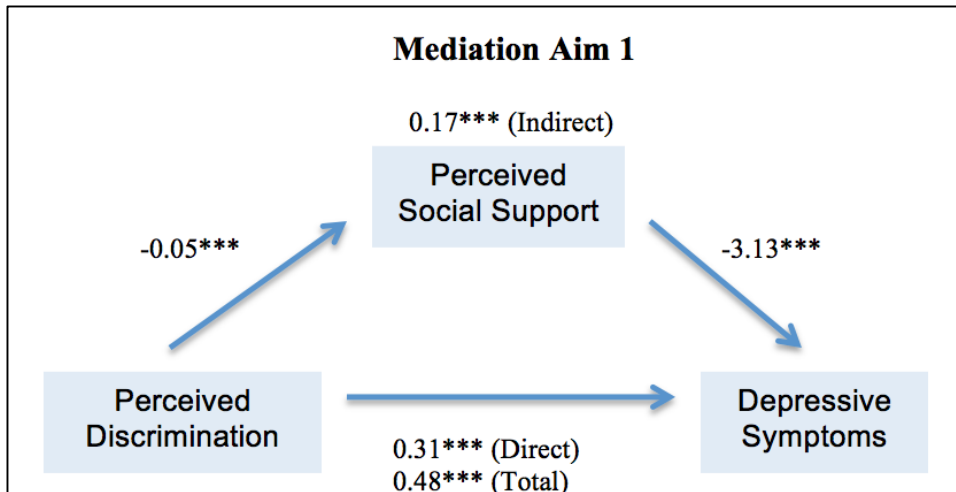 Mediation Aim 1
0.17*** (Indirect)
Perceived
Social Support
-0.05***
-3.13***
Perceived
Discrimination
Depressive
Symptoms
0.31*** (Direct)
0.48*** (Total)